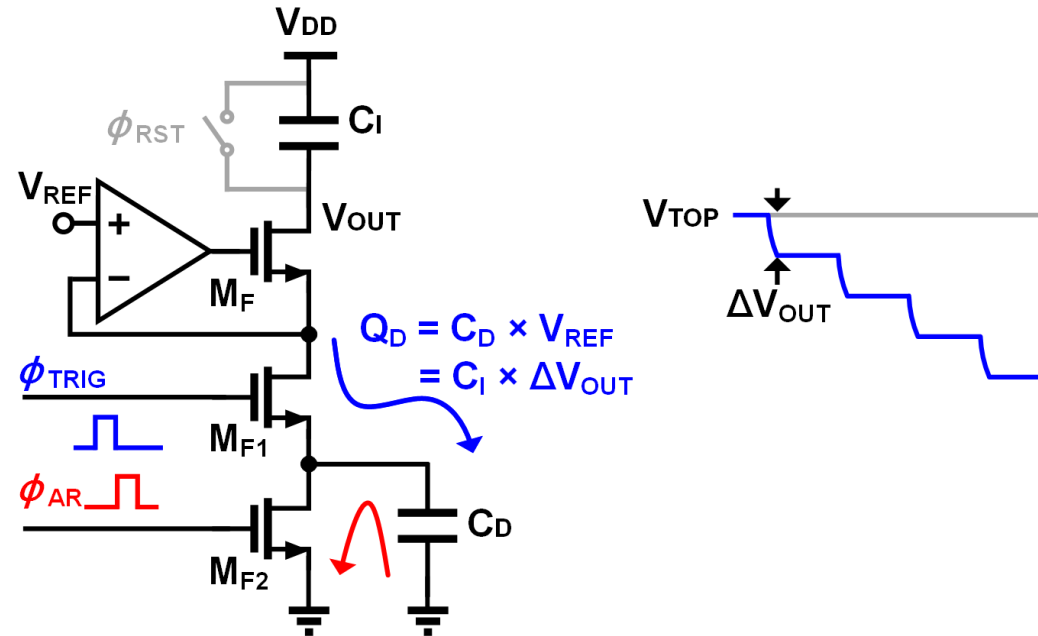 VDD
CI
ϕRST
VREF
+
−
VOUT
MF
VTOP
ΔVOUT
QD = CD × VREF
= CI × ΔVOUT
ϕTRIG
MF1
ϕAR
CD
MF2